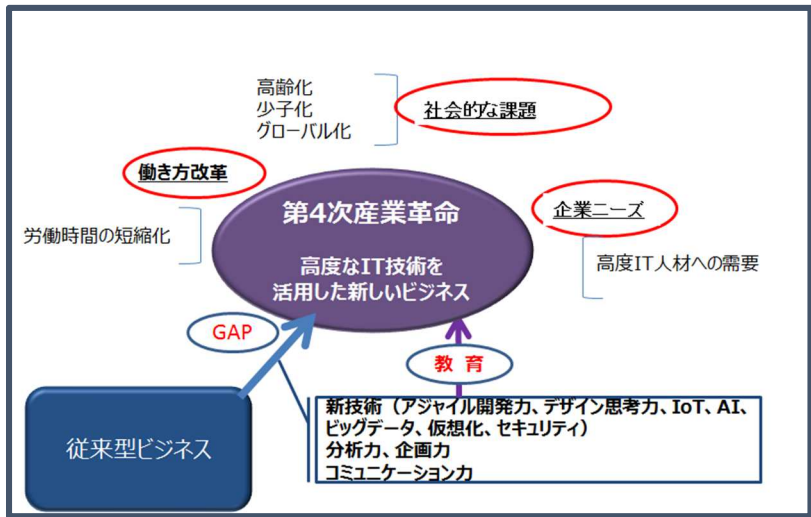 高齢化
少子化
グローバル化
社会的な課題
働き方改革
労働時間の短縮化
第4次産業革命
高度なIT技術を
活用した新しいビジネス
企業ニーズ
高度IT人材への需要
GAP
教 育
従来型ビジネス
新技術（アジャイル開発力、デザイン思考力、IoT、AI、
ビッグデータ、仮想化、セキュリティ）
分析力、企画力
コミュニケーション力